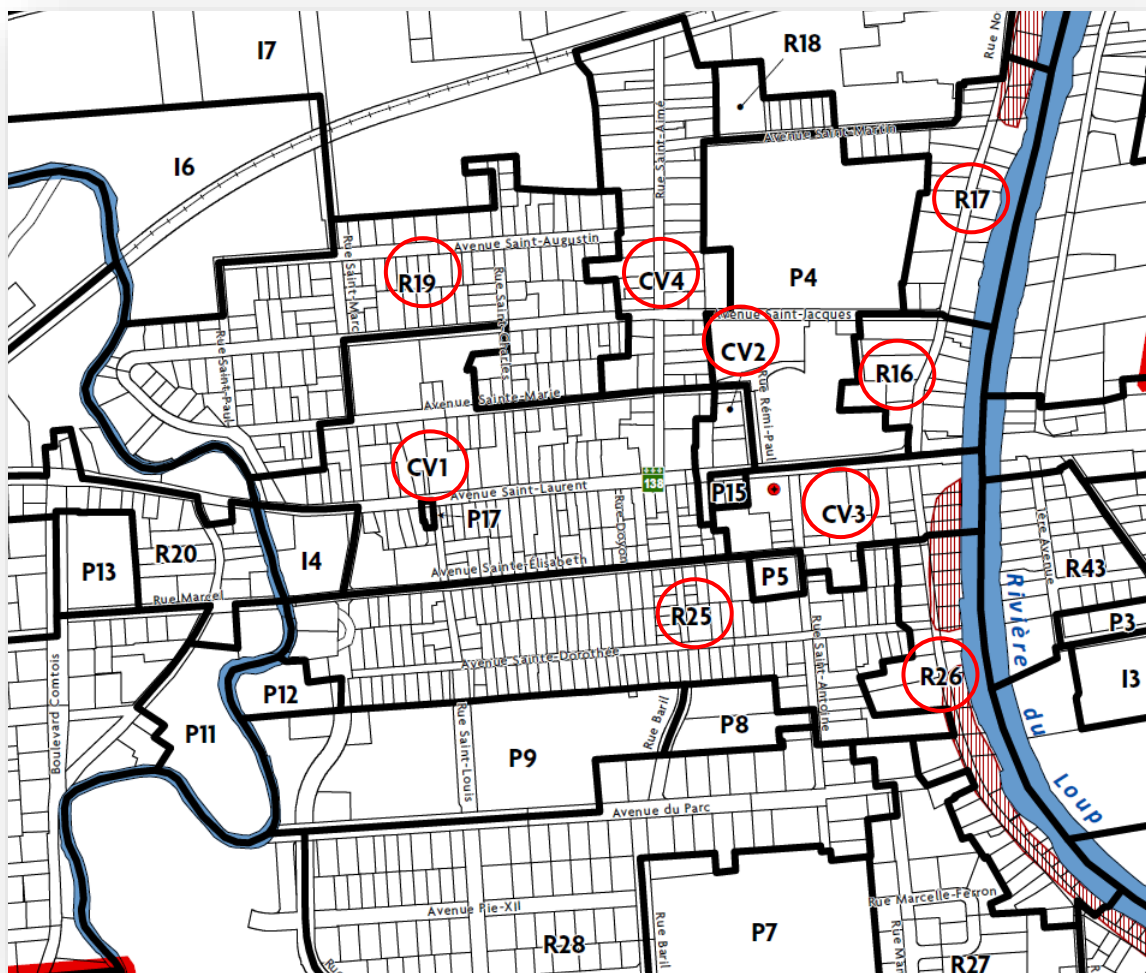 I7
R18
Rue No
I6
Rue Saint-Aimé
Avenue Saint-Martin
R17
Avenue Saint-Augustin
Rue Saint-Marc
R19
Rue Saint-Charles
CV4
P4
Avenue Saint-Jacques
Rue Saint-Paul
CV2
R16
Rue Rémi-Paul
Avenue Sainte-Marie
CV1
138
Avenue Saint-Laurent
P15
CV3
P17
Rue Doyon
1ère Avenue
R20
I4
P13
Avenue Sainte-Élisabeth
P5
R43
Rue Marcel
R25
Rue Saint-Antoine
P3
Rivière du Loup
Avenue Sainte-Dorothée
R26
I3
P12
Boulevard Comtois
P11
Rue Saint-Louis
Rue Baril
P8
P9
Avenue du Parc
Rue Marcelle-Ferron
Avenue Pie-XII
R28
Rue Baril
P7
Rue Mar
R27
Rue